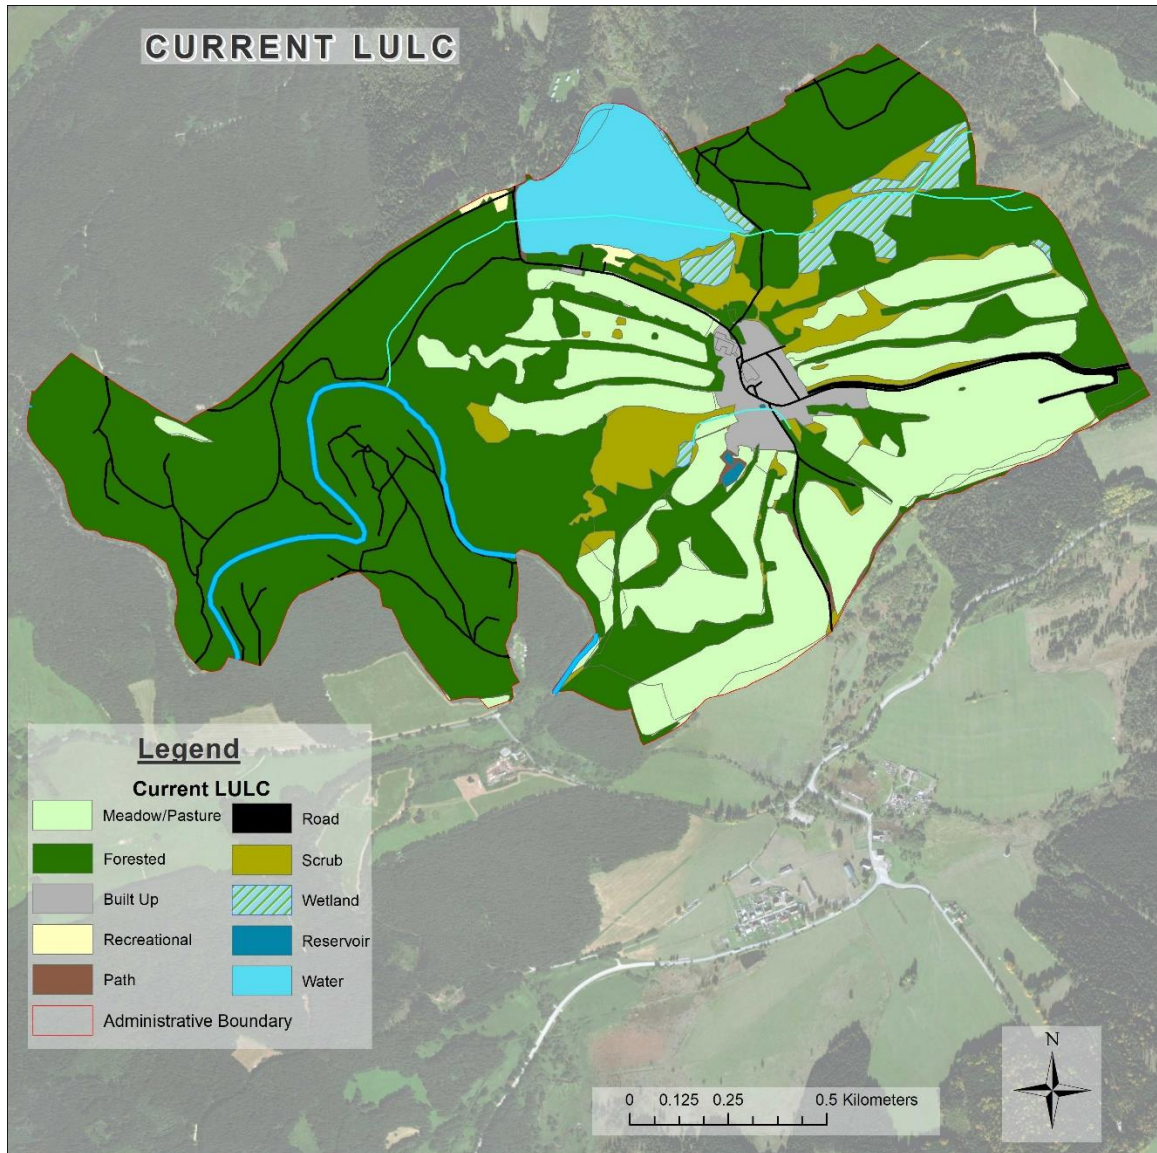 CURRENT LULC
Legend
Current LULC
Meadow/Pasture
Road
Forested
Scrub
Built Up
Wetland
Recreational
Reservoir
Path
Water
Administrative Boundary
N
0 0.125 0.25 0.5 Kilometers